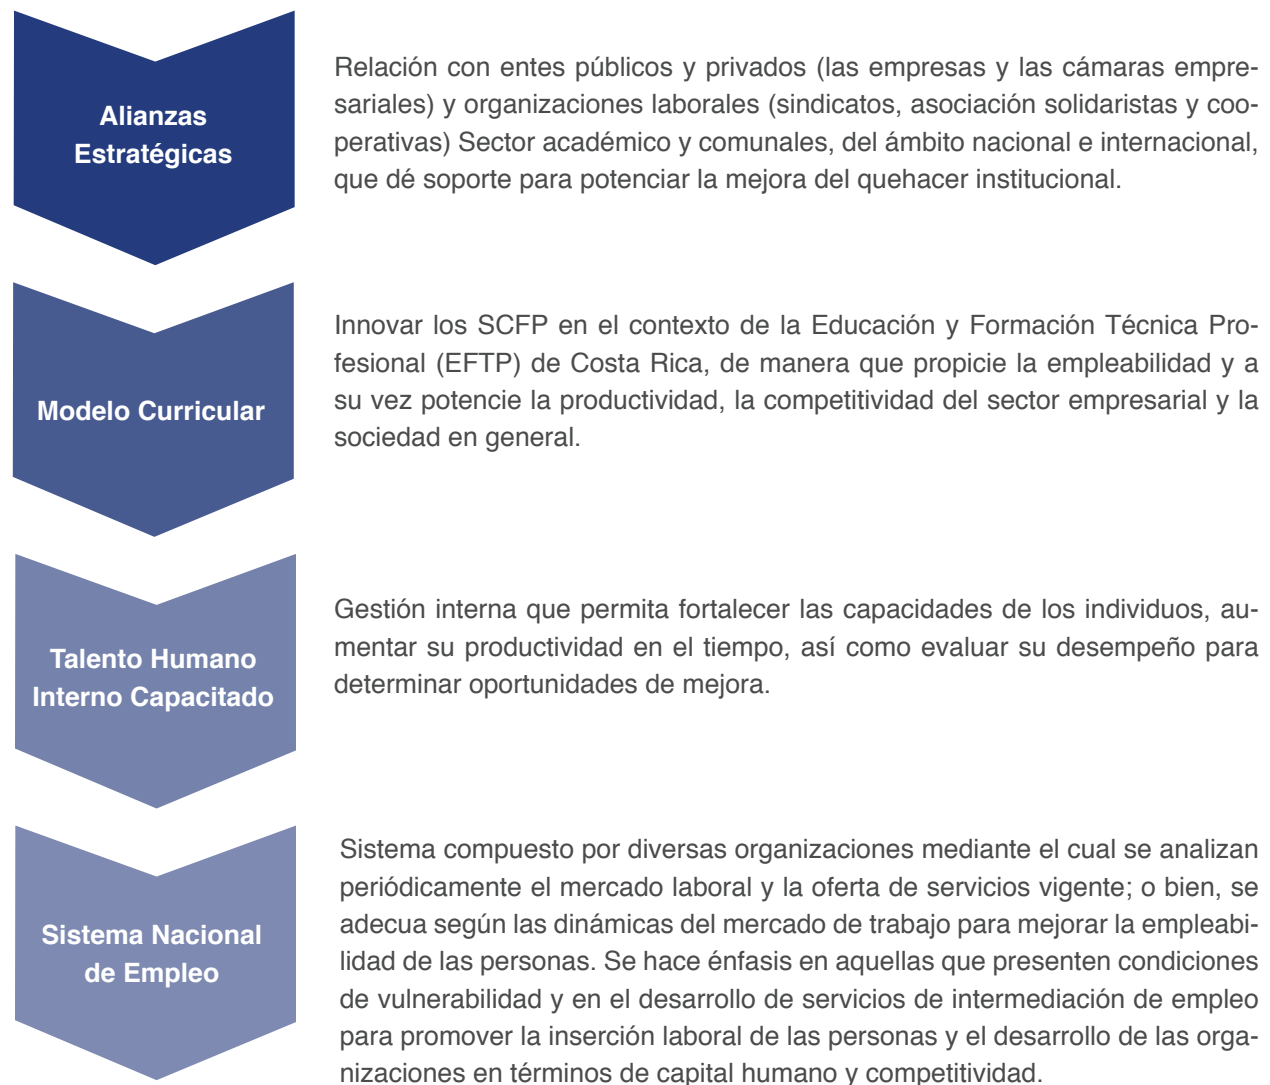 Alianzas
Estratégicas
Relación con entes públicos y privados (las empresas y las cámaras empre-
sariales) y organizaciones laborales (sindicatos, asociación solidaristas y coo-
perativas) Sector académico y comunales, del ámbito nacional e internacional,
que dé soporte para potenciar la mejora del quehacer institucional.
Modelo Curricular
Innovar los SCFP en el contexto de la Educación y Formación Técnica Pro-
fesional (EFTP) de Costa Rica, de manera que propicie la empleabilidad y a
su vez potencie la productividad, la competitividad del sector empresarial y la
sociedad en general.
Talento Humano
Interno Capacitado
Gestión interna que permita fortalecer las capacidades de los individuos, au-
mentar su productividad en el tiempo, así como evaluar su desempeño para
determinar oportunidades de mejora.
Sistema Nacional
de Empleo
Sistema compuesto por diversas organizaciones mediante el cual se analizan
periódicamente el mercado laboral y la oferta de servicios vigente; o bien, se
adecua según las dinámicas del mercado de trabajo para mejorar la empleabi-
lidad de las personas. Se hace énfasis en aquellas que presenten condiciones
de vulnerabilidad y en el desarrollo de servicios de intermediación de empleo
para promover la inserción laboral de las personas y el desarrollo de las orga-
nizaciones en términos de capital humano y competitividad.